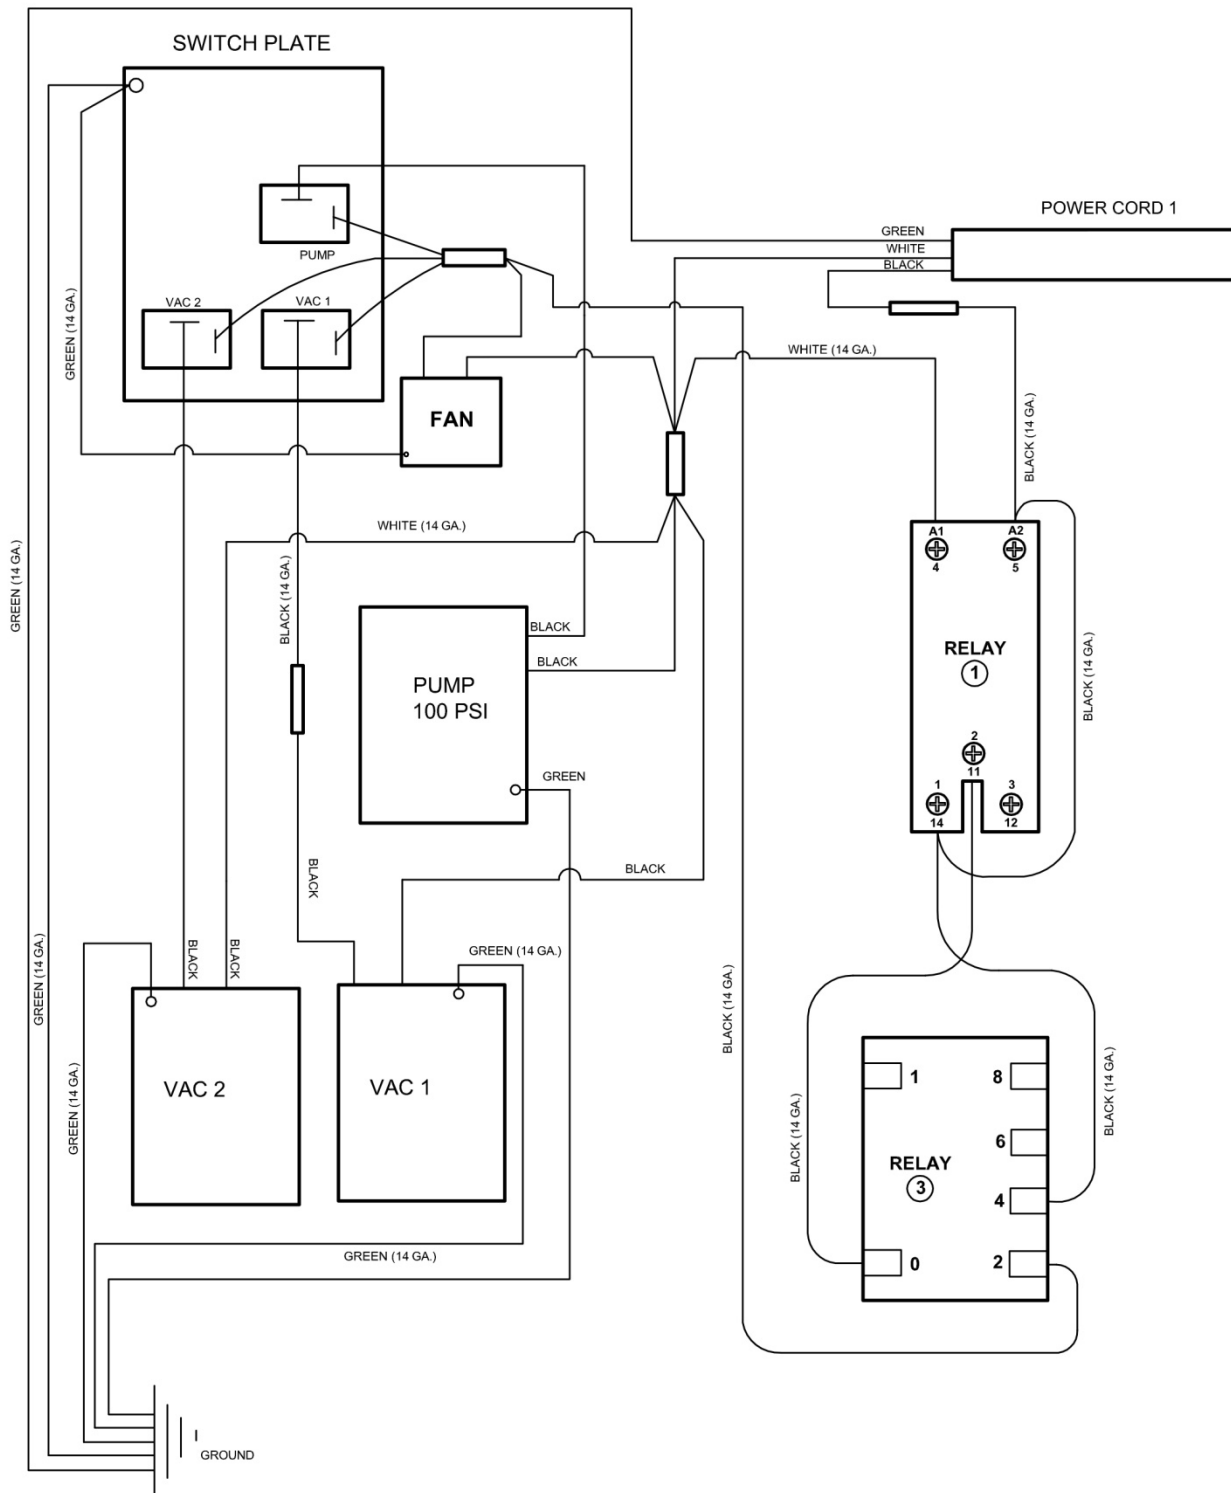 SWITCH PLATE
POWER CORD 1
GREEN
WHITE
BLACK
PUMP
VAC 2
VAC 1
GREEN (14 GA.)
FAN
WHITE (14 GA.)
BLACK (14 GA.)
WHITE (14 GA.)
A1
A2
4
5
GREEN (14 GA.)
BLACK (14 GA.)
BLACK
BLACK
RELAY
1
BLACK (14 GA.)
PUMP
100 PSI
2
11
GREEN
1
3
14
12
BLACK
BLACK
GREEN (14 GA.)
BLACK
BLACK
GREEN (14 GA.)
BLACK (14 GA.)
VAC 2
VAC 1
GREEN (14 GA.)
1
8
BLACK (14 GA.)
BLACK (14 GA.)
6
RELAY
3
4
0
2
GREEN (14 GA.)
GROUND